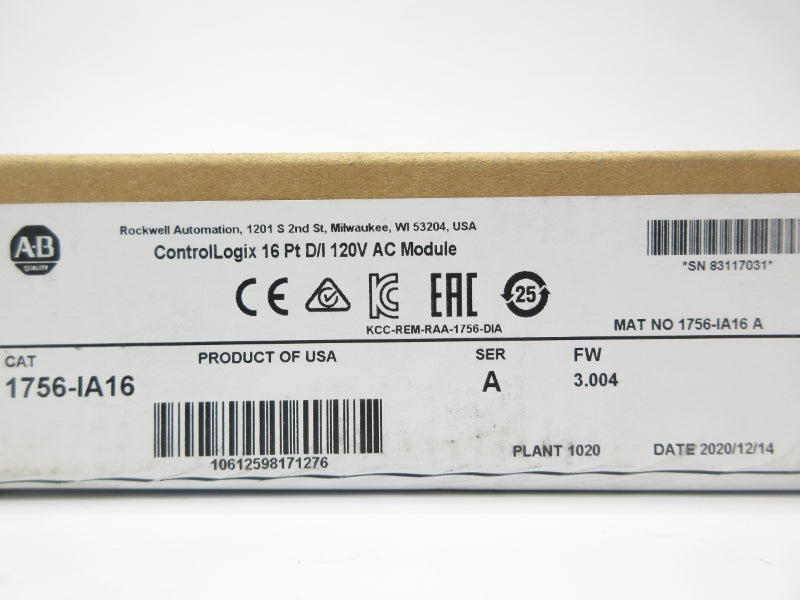 A·B
QUALITY
Rockwell Automation, 1201 S 2nd St, Milwaukee, WI 53204, USA
ControlLogix 16 Pt D/I 120V AC Module
*SN 83117031*
CE
KC
EAC
25
KCC-REM-RAA-1756-DIA
MAT NO 1756-IA16 A
CAT
1756-IA16
PRODUCT OF USA
SER
A
FW
3.004
10612598171276
PLANT 1020
DATE 2020/12/14